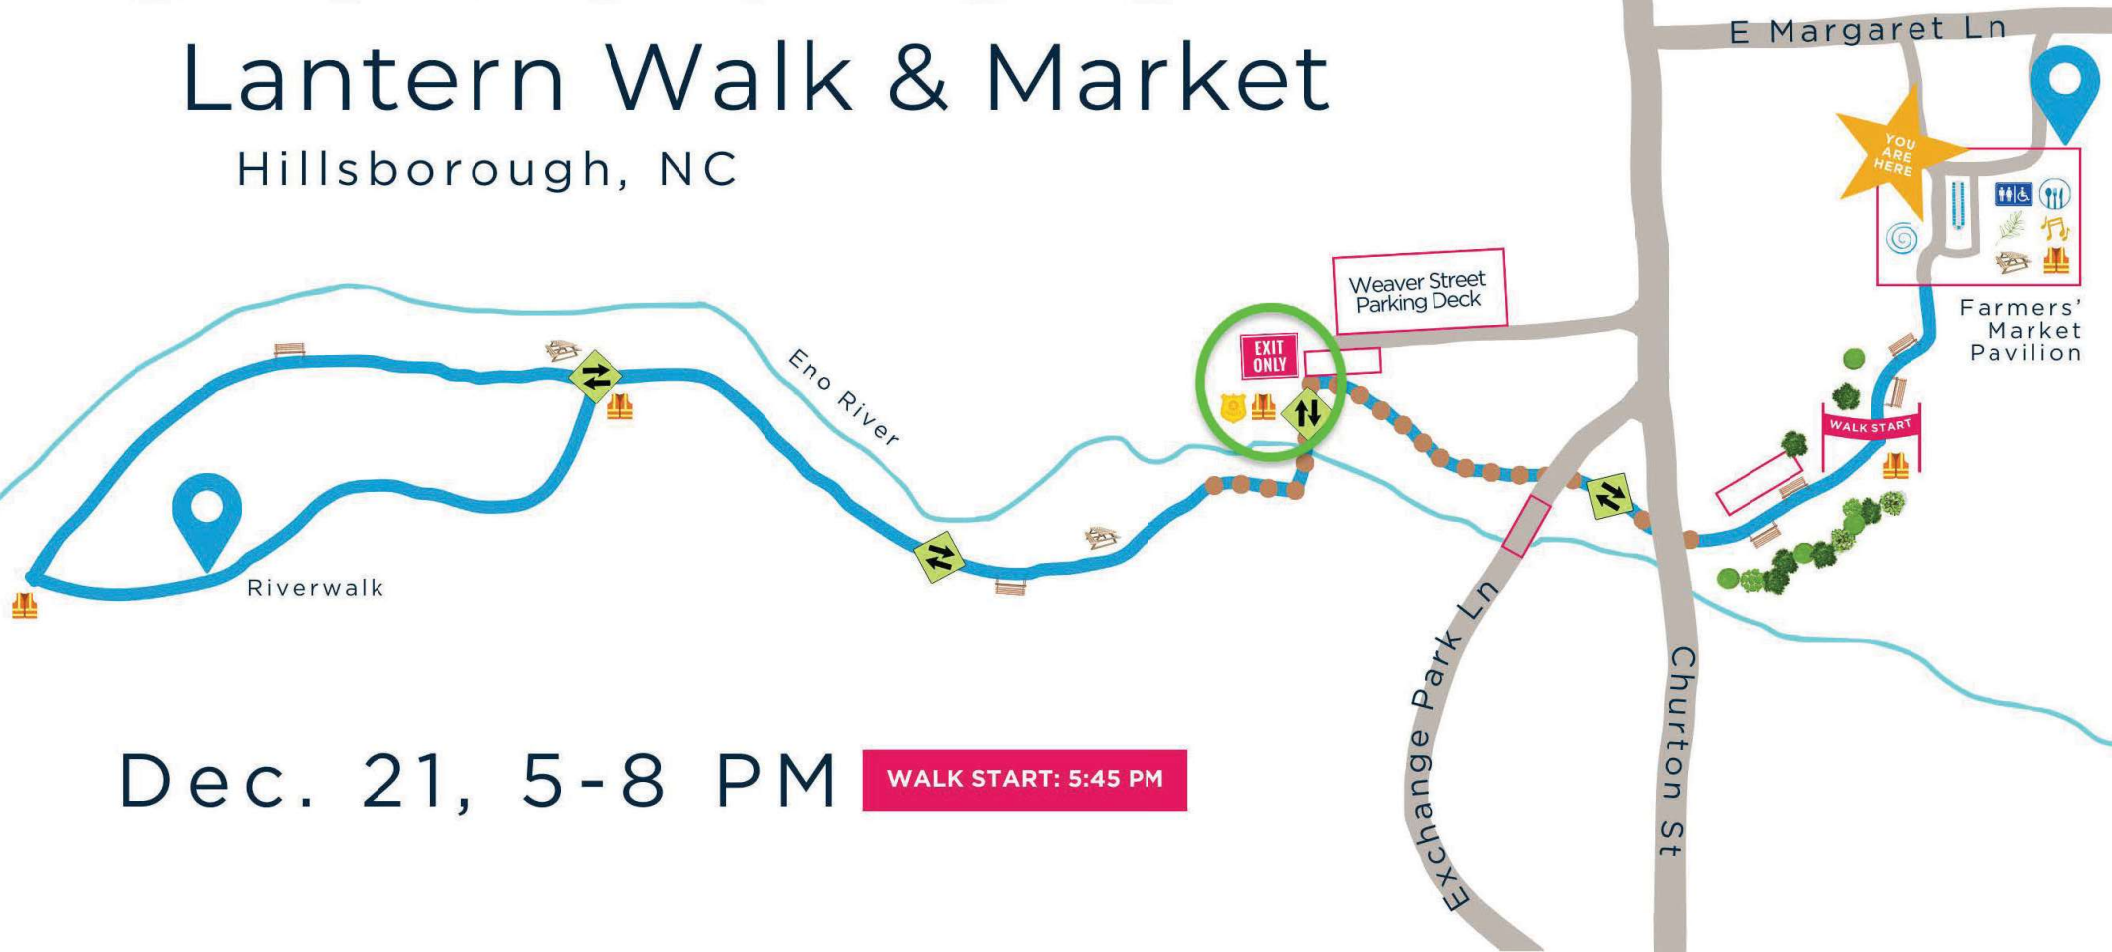 Lantern Walk & Market
Hillsborough, NC
E Margaret Ln
YOU
ARE
HERE
Weaver Street
Parking Deck
Farmers'
Market
Pavilion
EXIT
ONLY
Eno River
WALK START
Riverwalk
Exchange Park Ln
Churton St
Dec. 21, 5-8 PM
WALK START: 5:45 PM